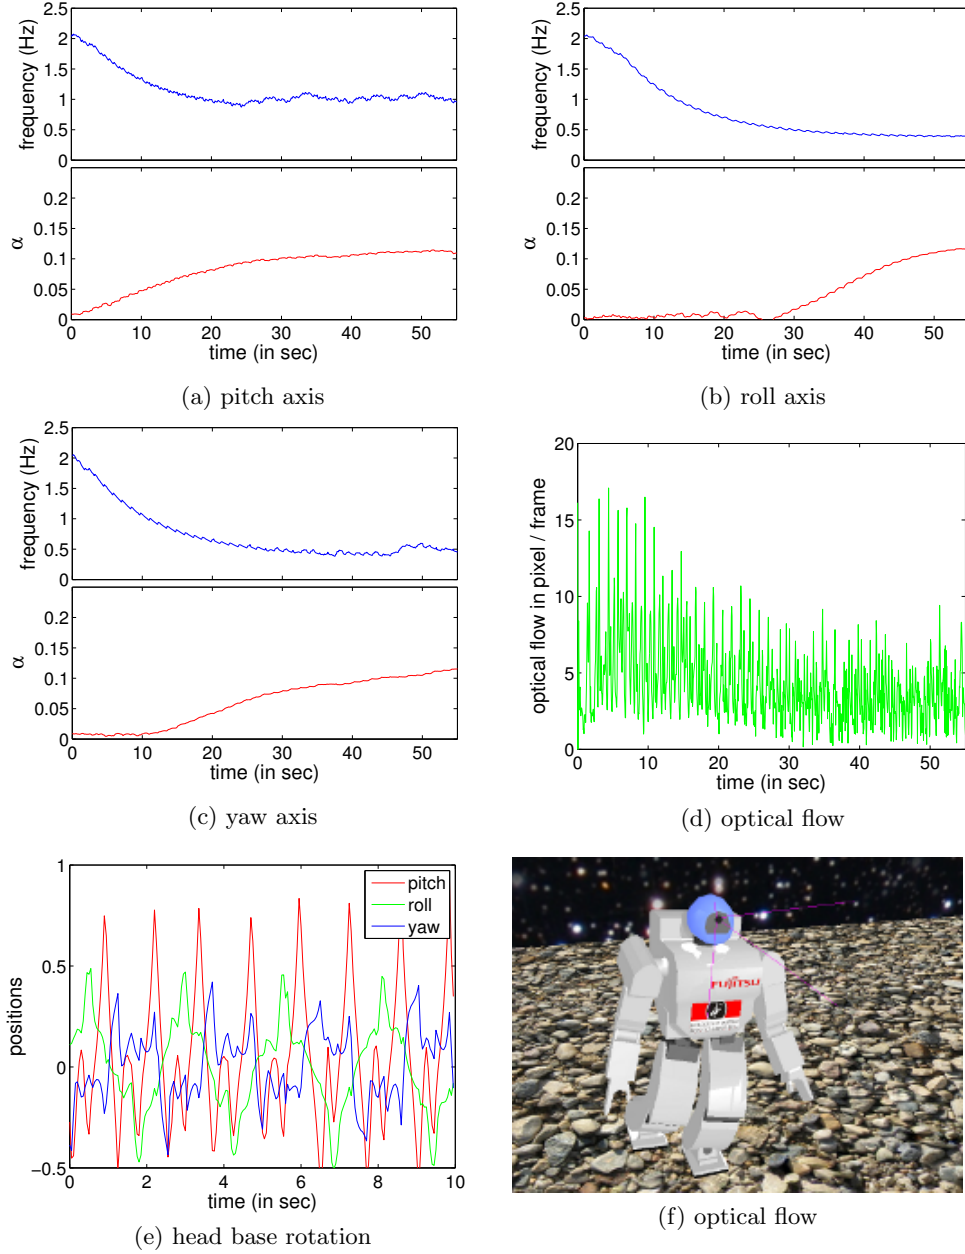 2.5
2
1.5
1
0.5
0
frequency (Hz)
0.2
0.15
0.1
0.05
0
α
0 10 20 30 40 50
time (in sec)
(a) pitch axis
2.5
2
1.5
1
0.5
0
frequency (Hz)
0.2
0.15
0.1
0.05
0
α
0 10 20 30 40 50
time (in sec)
(b) roll axis
2.5
2
1.5
1
0.5
0
frequency (Hz)
0.2
0.15
0.1
0.05
0
α
0 10 20 30 40 50
time (in sec)
(c) yaw axis
20
15
10
5
0
optical flow in pixel / frame
0 10 20 30 40 50
time (in sec)
(d) optical flow
1
0.5
0
−0.5
positions
pitch
roll
yaw
0 2 4 6 8 10
time (in sec)
(e) head base rotation
FUJITSU
(f) optical flow